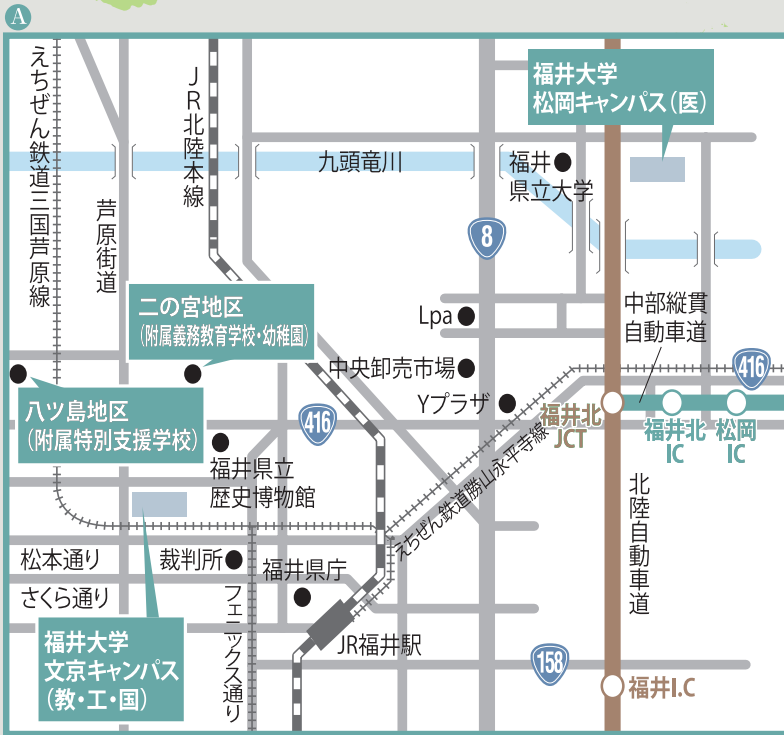 A
えちぜん鉄道三国芦原線
芦原街道
JR北陸本線
九頭竜川
福井大学
松岡キャンパス(医)
福井
県立大学
8
二の宮地区
(附属義務教育学校・幼稚園)
Lpa
中央卸売市場
Yプラザ
中部縦貫
自動車道
416
八ツ島地区
(附属特別支援学校)
416
福井北
JCT
福井北
IC
松岡
IC
福井県立
歴史博物館
えちぜん鉄道勝山永平寺線
北陸自動車道
松本通り
裁判所
福井県庁
さくら通り
フェニックス通り
福井大学
文京キャンパス
(教・工・国)
JR福井駅
158
福井I.C